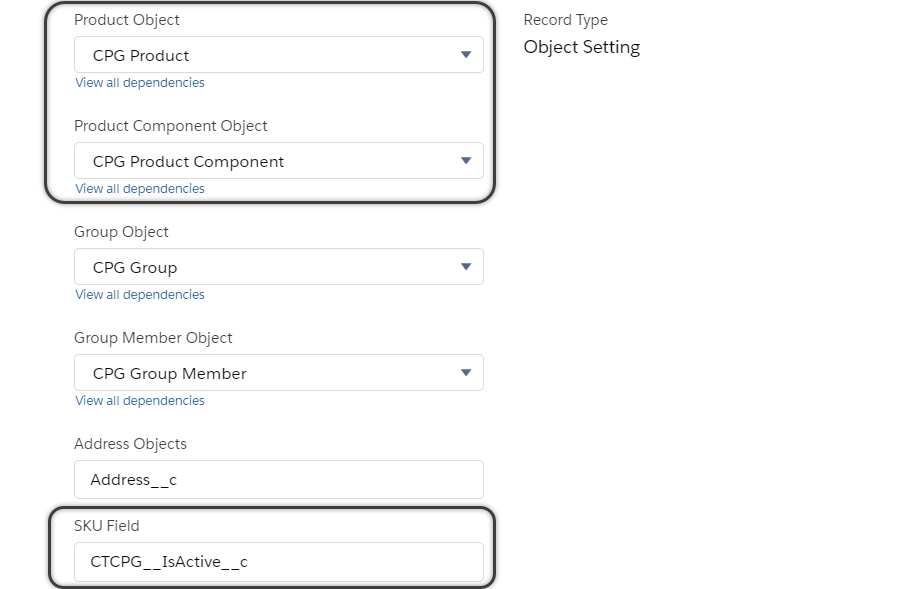 Product Object
CPG Product
View all dependencies
Product Component Object
CPG Product Component
View all dependencies
Group Object
CPG Group
View all dependencies
Group Member Object
CPG Group Member
View all dependencies
Address Objects
Address__c
SKU Field
CTCPG__IsActive__c
Record Type
Object Setting